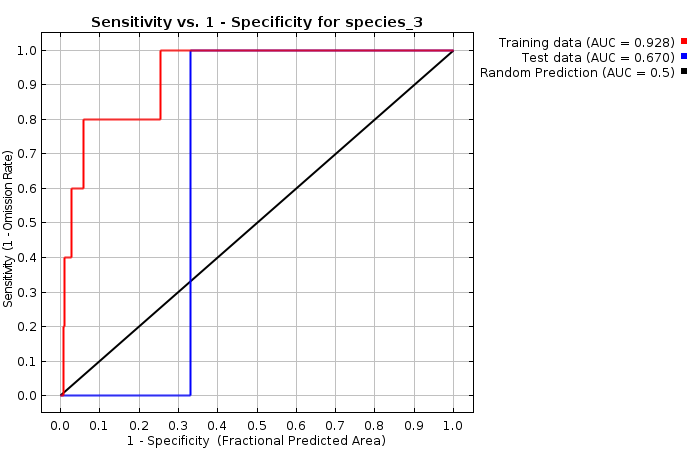 Sensitivity vs. 1 - Specificity for species_3
Training data (AUC = 0.928)
Test data (AUC = 0.670)
Random Prediction (AUC = 0.5)
Sensitivity (1 - Omission Rate)
1.0
0.9
0.8
0.7
0.6
0.5
0.4
0.3
0.2
0.1
0.0
0.0 0.1 0.2 0.3 0.4 0.5 0.6 0.7 0.8 0.9 1.0
1 - Specificity (Fractional Predicted Area)